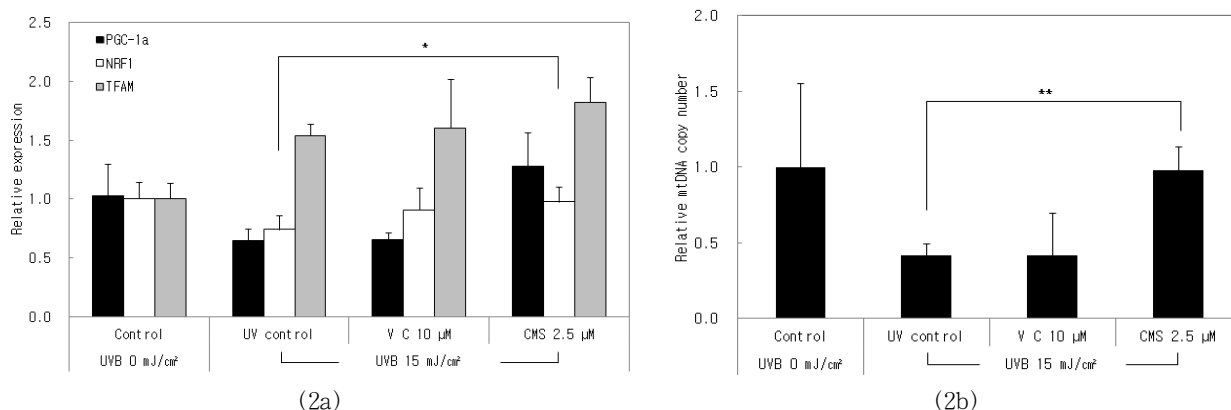 2.5
2.0
1.5
1.0
0.5
0.0
Relative expression
PGC-1a
NRF1
TFAM
*
Control
UV control
V C 10 μM
CMS 2.5 μM
UVB 0 mJ/㎠
UVB 15 mJ/㎠
(2a)
2.0
1.5
1.0
0.5
0.0
Relative mtDNA copy number
**
Control
UV control
V C 10 μM
CMS 2.5 μM
UVB 0 mJ/㎠
UVB 15 mJ/㎠
(2b)